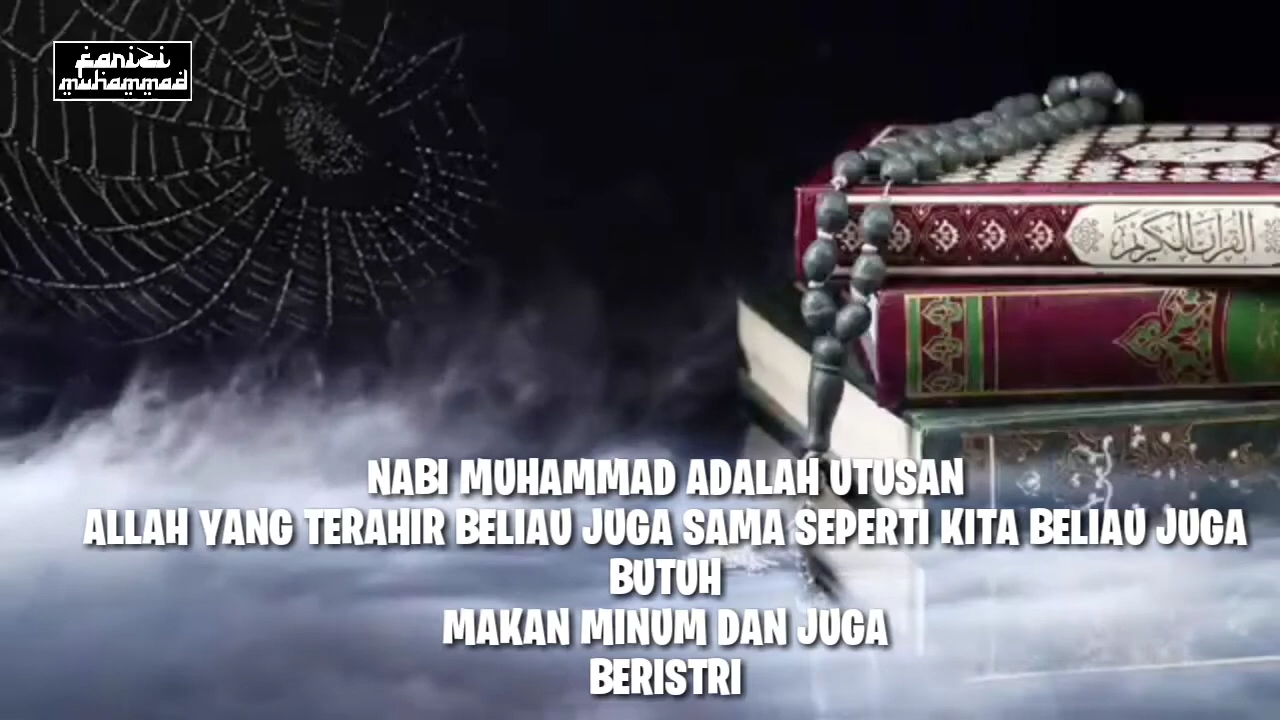 farizi
muhammad
القرآن الكريم
NABI MUHAMMAD ADALAH UTUSAN
ALLAH YANG TERAHIR BELIAU JUGA SAMA SEPERTI KITA BELIAU JUGA
BUTUH
MAKAN MINUM DAN JUGA
BERISTRI